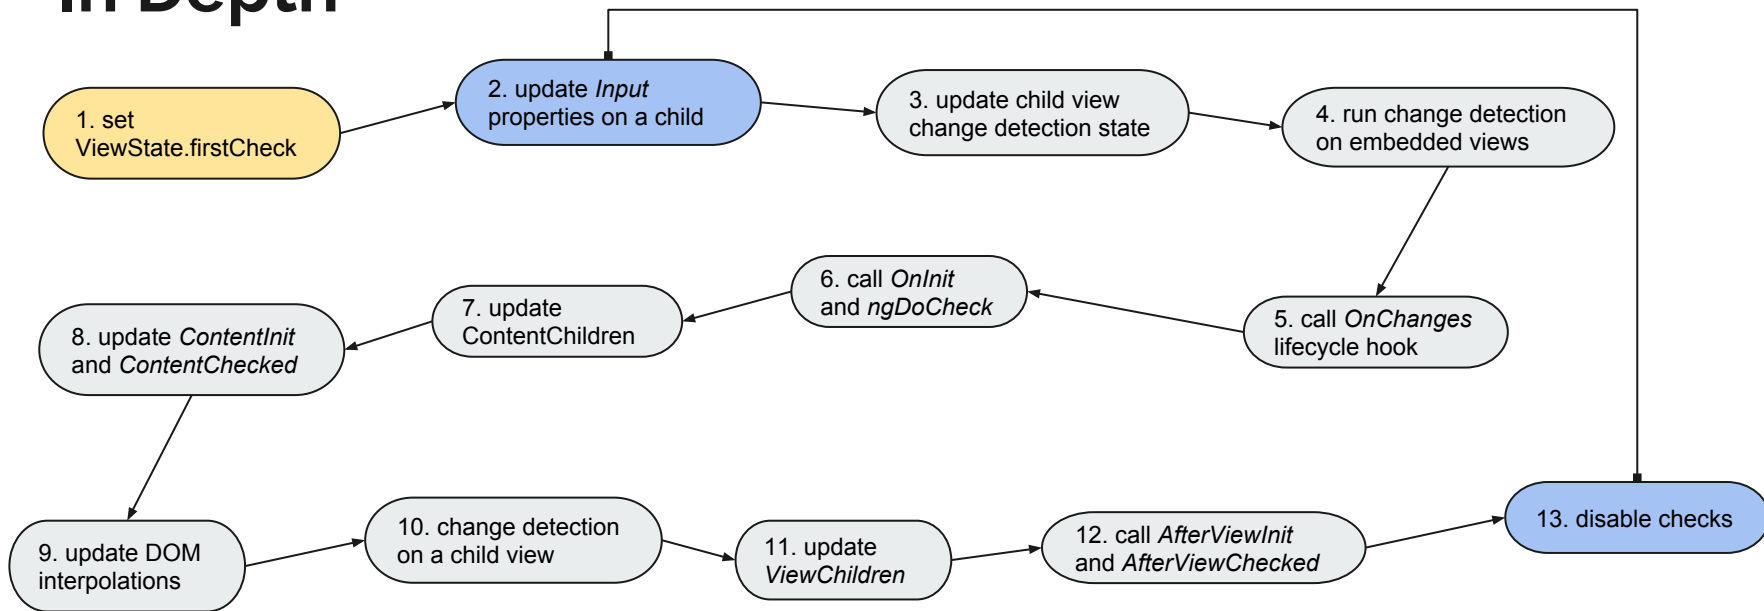 In Depth
1. set
ViewState.firstCheck
2. update Input
properties on a child
3. update child view
change detection state
4. run change detection
on embedded views
5. call OnChanges
lifecycle hook
6. call OnInit
and ngDoCheck
7. update
ContentChildren
8. update ContentInit
and ContentChecked
9. update DOM
interpolations
10. change detection
on a child view
11. update
ViewChildren
12. call AfterViewInit
and AfterViewChecked
13. disable checks